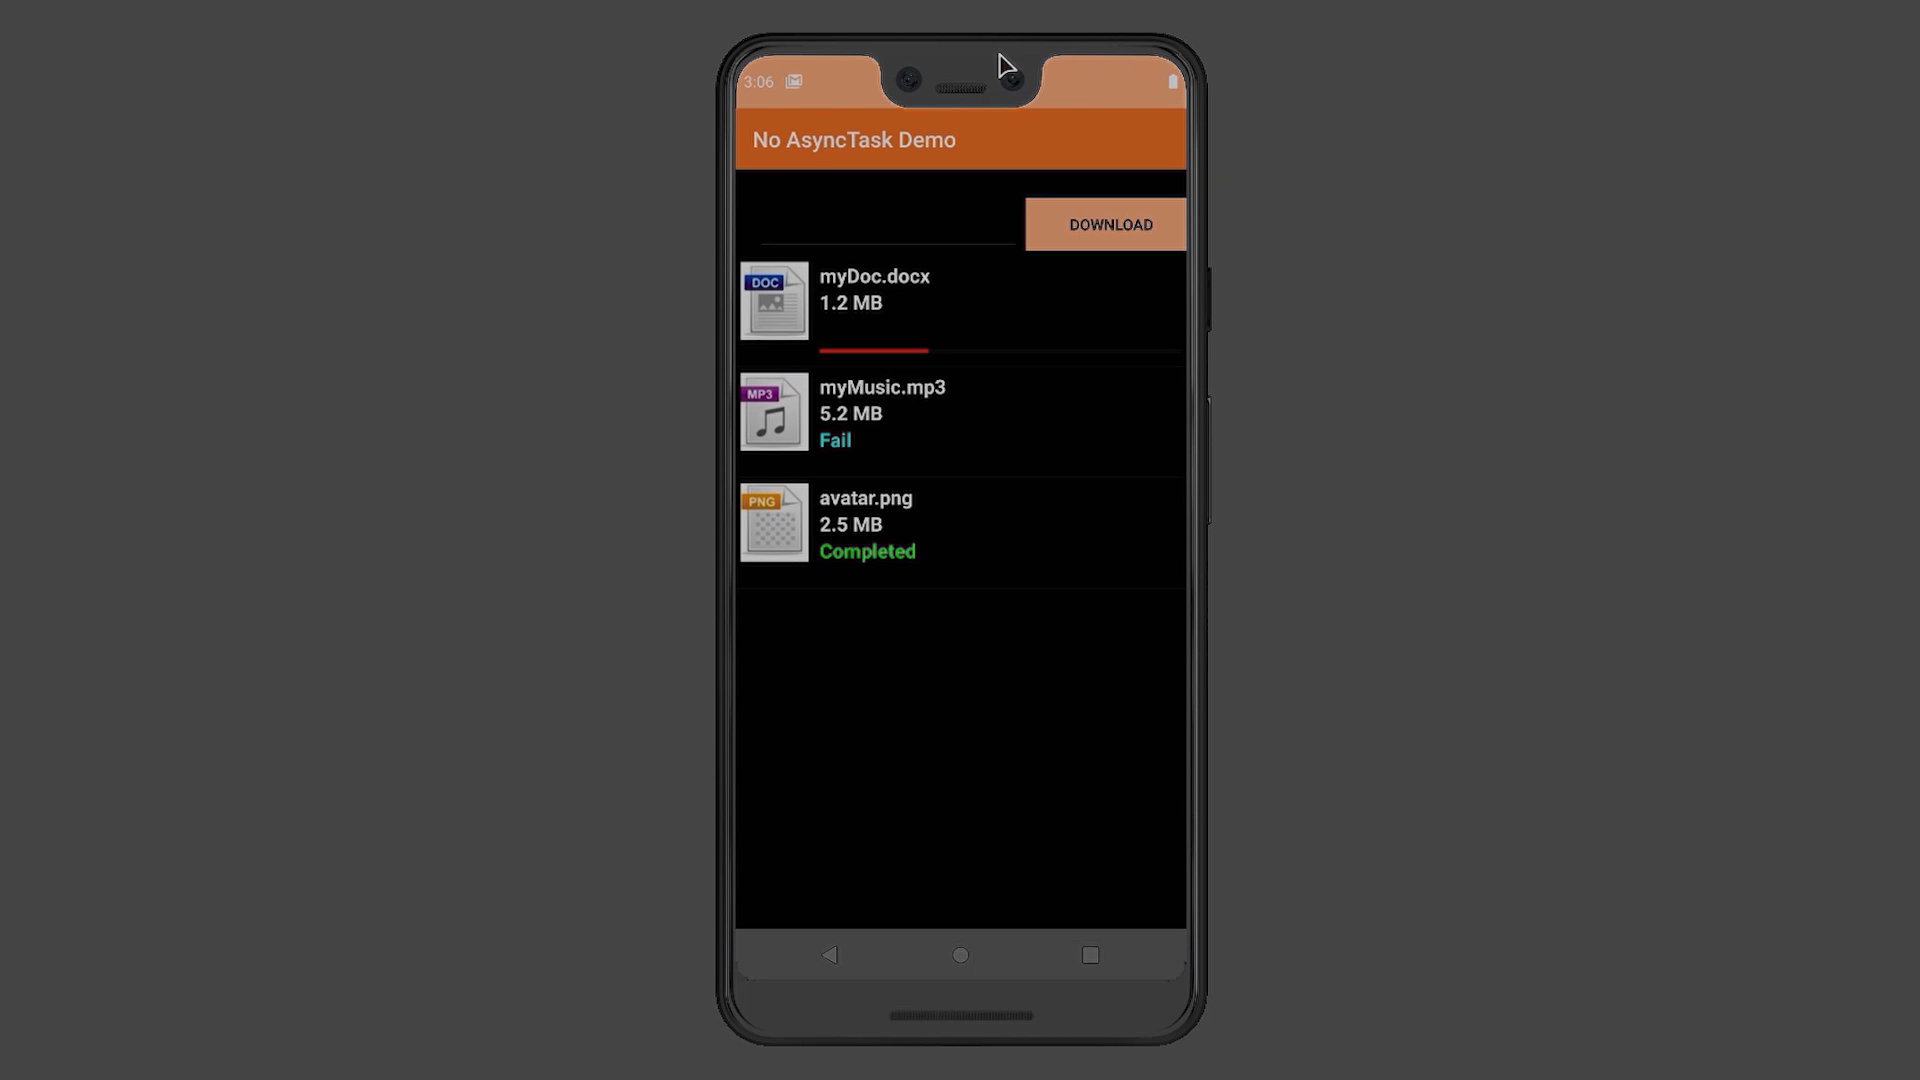 3:06
No AsyncTask Demo
DOWNLOAD
DOC
myDoc.docx
1.2 MB
MP3
myMusic.mp3
5.2 MB
Fail
PNG
avatar.png
2.5 MB
Completed